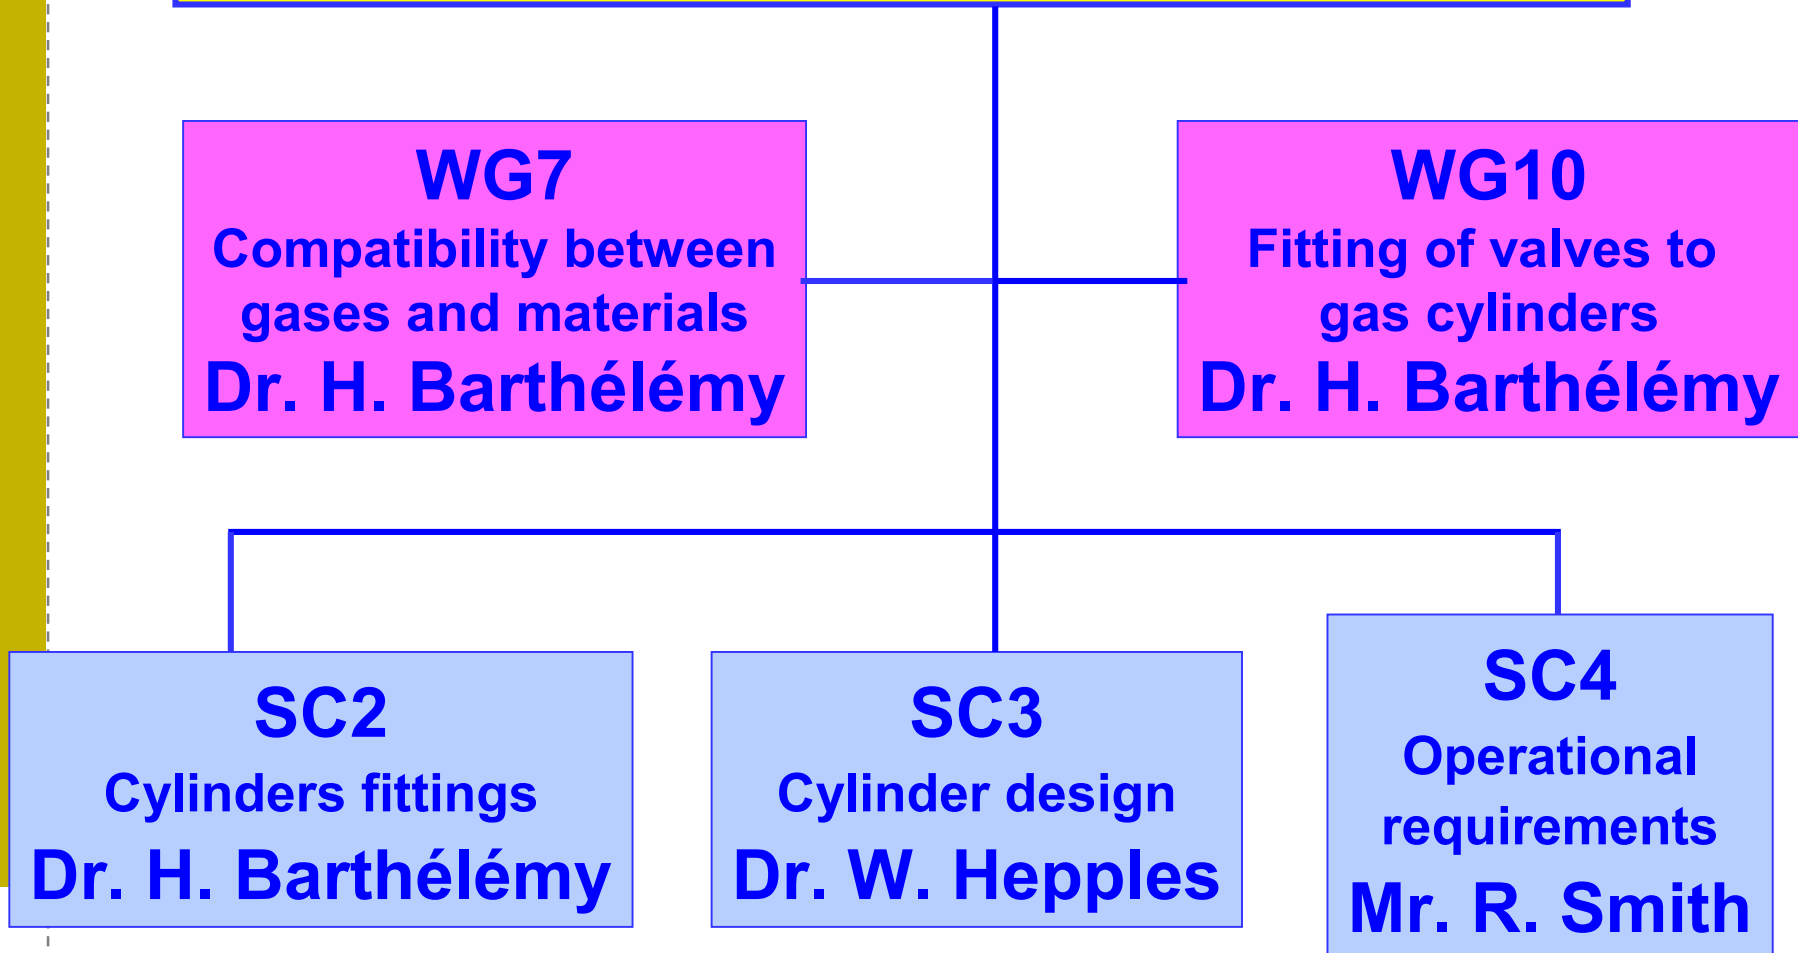 WG7
Compatibility between
gases and materials
Dr. H. Barthélémy
WG10
Fitting of valves to
gas cylinders
Dr. H. Barthélémy
SC2
Cylinders fittings
Dr. H. Barthélémy
SC3
Cylinder design
Dr. W. Hepples
SC4
Operational
requirements
Mr. R. Smith